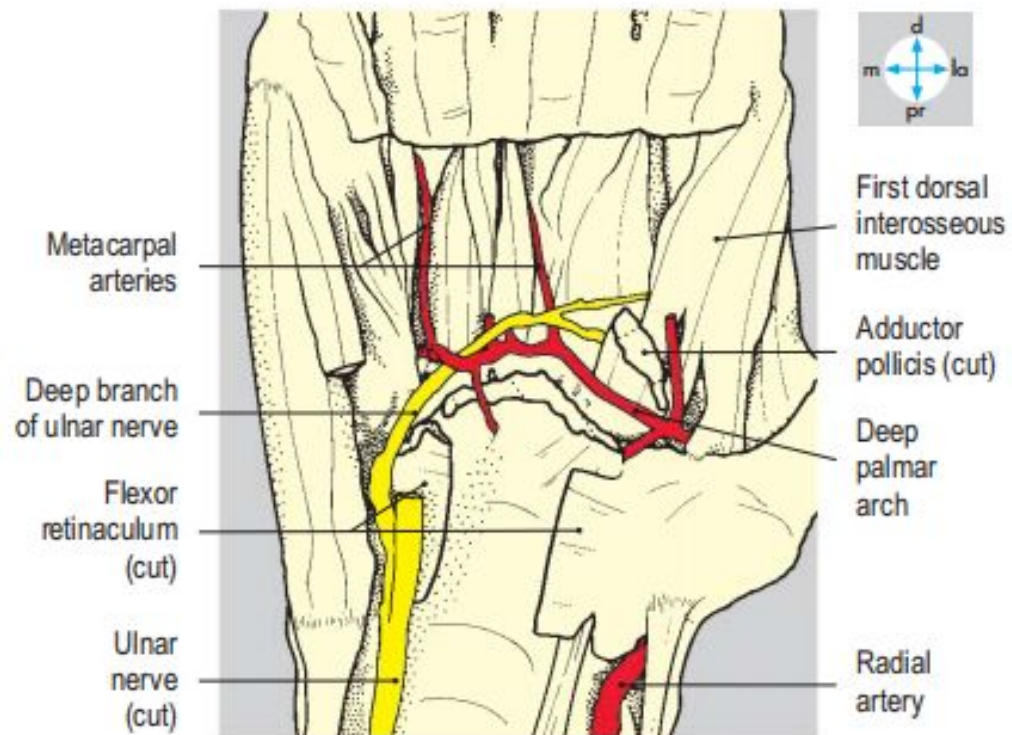 d
m
la
pr
Metacarpal
arteries
Deep branch
of ulnar nerve
Flexor
retinaculum
(cut)
Ulnar
nerve
(cut)
First dorsal
interosseous
muscle
Adductor
pollicis (cut)
Deep
palmar
arch
Radial
artery